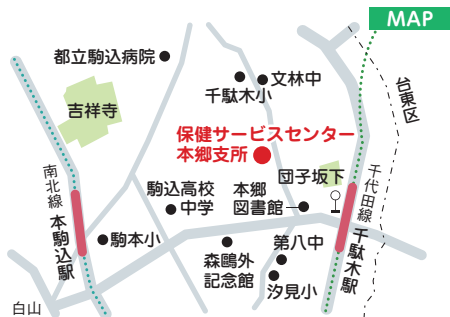 MAP
都立駒込病院
文林中
千駄木小
台東区
吉祥寺
保健サービスセンター
本郷支所
南北線
本駒込駅
駒込高校
中学
本郷
図書館
団子坂下
千代田線
千駄木駅
駒本小
森鴎外
記念館
第八中
汐見小
白山